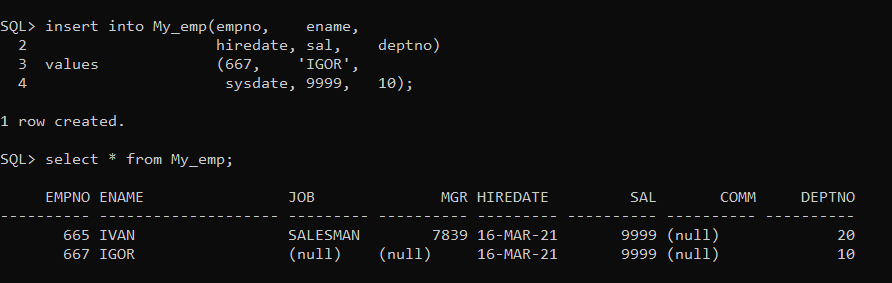 SQL> insert into My_emp(empno,    ename,
  2                     hiredate, sal,    deptno)
  3  values             (667,    'IGOR',
  4                      sysdate, 9999,   10);
1 row created.
SQL> select * from My_emp;
     EMPNO ENAME                JOB              MGR HIREDATE         SAL       COMM     DEPTNO
---------- -------------------- --------- ---------- --------- ---------- ---------- ----------
       665 IVAN                 SALESMAN        7839 16-MAR-21       9999 (null)             20
       667 IGOR                 (null)    (null)     16-MAR-21       9999 (null)             10